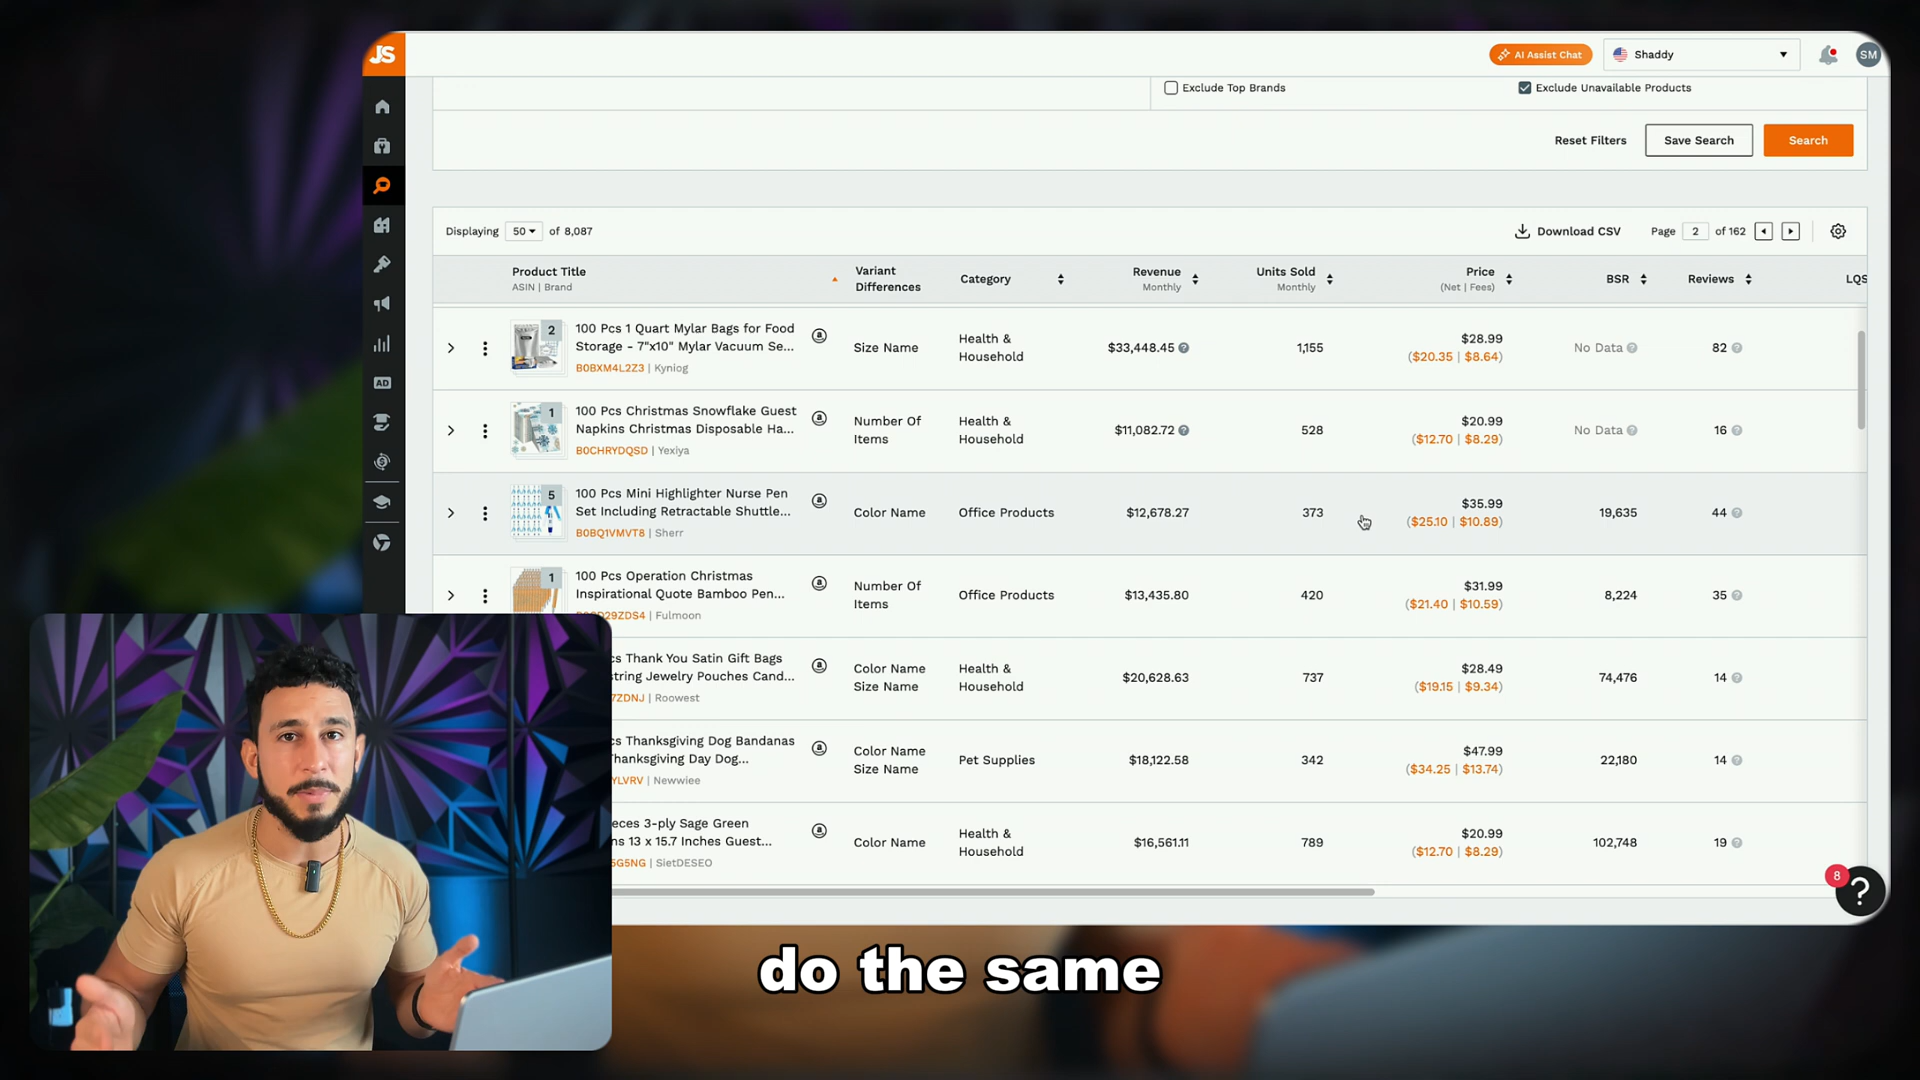 JS
AI Assist Chat
Shaddy
SM
Exclude Top Brands
Exclude Unavailable Products
Reset Filters
Save Search
Search
Displaying 50 of 8,087
Download CSV
Page 2 of 162
Product Title
ASIN | Brand
Variant Differences
Category
Revenue
Monthly
Units Sold
Monthly
Price
(Net | Fees)
BSR
Reviews
LQS
2
100 Pcs 1 Quart Mylar Bags for Food
Storage - 7"x10" Mylar Vacuum Se...
B0BXM4L2Z3 | Kyniog
Size Name
Health &
Household
$33,448.45
1,155
$28.99
($20.35 | $8.64)
No Data
82
1
100 Pcs Christmas Snowflake Guest
Napkins Christmas Disposable Ha...
B0CHRYDQSD | Yexiya
Number Of
Items
Health &
Household
$11,082.72
528
$20.99
($12.70 | $8.29)
No Data
16
5
100 Pcs Mini Highlighter Nurse Pen
Set Including Retractable Shuttle...
B0BQ1VMVT8 | Sherr
Color Name
Office Products
$12,678.27
373
$35.99
($25.10 | $10.89)
19,635
44
1
100 Pcs Operation Christmas
Inspirational Quote Bamboo Pen...
D29ZDS4 | Fulmoon
Number Of
Items
Office Products
$13,435.80
420
$31.99
($21.40 | $10.59)
8,224
35
cs Thank You Satin Gift Bags
string Jewelry Pouches Cand...
7ZDNJ | Roowest
Color Name
Size Name
Health &
Household
$20,628.63
737
$28.49
($19.15 | $9.34)
74,476
14
cs Thanksgiving Dog Bandanas
Thanksgiving Day Dog...
YLVRV | Newwiee
Color Name
Size Name
Pet Supplies
$18,122.58
342
$47.99
($34.25 | $13.74)
22,180
14
eces 3-ply Sage Green
ns 13 x 15.7 Inches Guest...
5G5NG | SietDESEO
Color Name
Health &
Household
$16,561.11
789
$20.99
($12.70 | $8.29)
102,748
19
AD
8
?
do the same